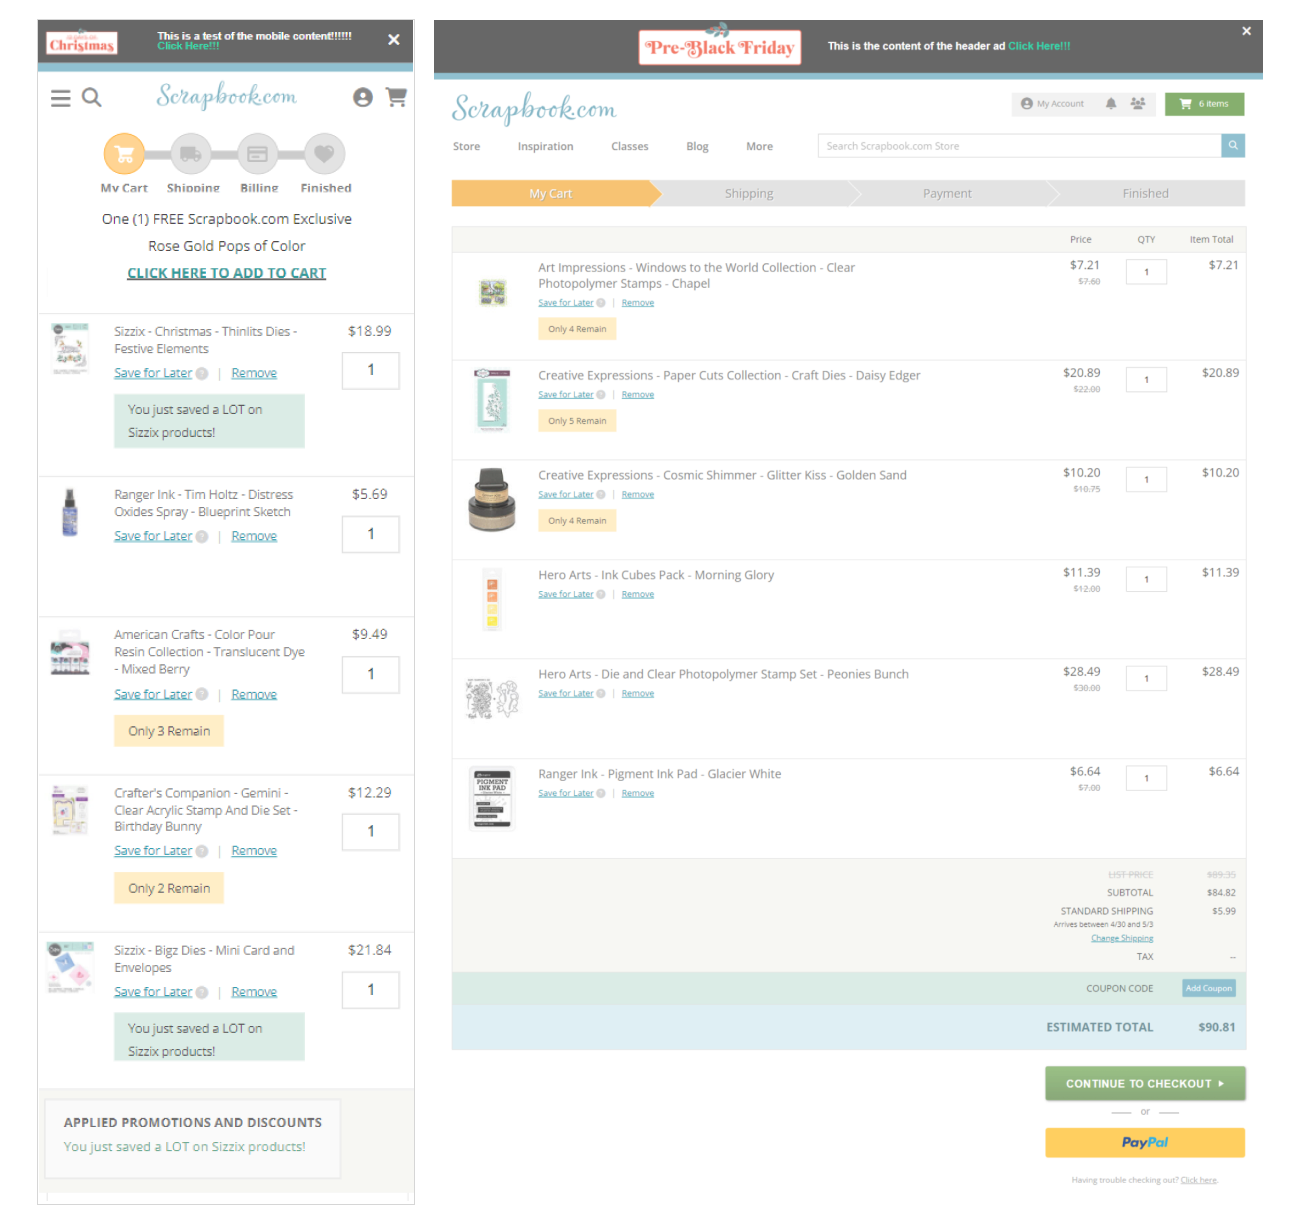 Christmas
This is a test of the mobile content!!!!!!
Click Here!!!
Scrapbook.com
My Cart Shipping Billing Finished
One (1) FREE Scrapbook.com Exclusive
Rose Gold Pops of Color
CLICK HERE TO ADD TO CART
Sizzix - Christmas - Thinlits Dies - $18.99
Festive Elements
1
Save for Later ? | Remove
You just saved a LOT on
Sizzix products!
Ranger Ink - Tim Holtz - Distress $5.69
Oxides Spray - Blueprint Sketch
1
Save for Later ? | Remove
American Crafts - Color Pour $9.49
Resin Collection - Translucent Dye
- Mixed Berry
1
Save for Later ? | Remove
Only 3 Remain
Crafter's Companion - Gemini - $12.29
Clear Acrylic Stamp And Die Set -
Birthday Bunny
1
Save for Later ? | Remove
Only 2 Remain
Sizzix - Bigz Dies - Mini Card and $21.84
Envelopes
1
Save for Later ? | Remove
You just saved a LOT on
Sizzix products!
APPLIED PROMOTIONS AND DISCOUNTS
You just saved a LOT on Sizzix products!
Pre-Black Friday
This is the content of the header ad Click Here!!!
Scrapbook.com
My Account 6 items
Store Inspiration Classes Blog More Search Scrapbook.com Store
My Cart Shipping Payment Finished
Price QTY Item Total
Art Impressions - Windows to the World Collection - Clear $7.21 1 $7.21
Photopolymer Stamps - Chapel $7.60
Save for Later ? | Remove
Only 4 Remain
Creative Expressions - Paper Cuts Collection - Craft Dies - Daisy Edger $20.89 1 $20.89
$22.00
Save for Later ? | Remove
Only 5 Remain
Creative Expressions - Cosmic Shimmer - Glitter Kiss - Golden Sand $10.20 1 $10.20
$10.75
Save for Later ? | Remove
Only 4 Remain
Hero Arts - Ink Cubes Pack - Morning Glory $11.39 1 $11.39
$12.00
Save for Later ? | Remove
Hero Arts - Die and Clear Photopolymer Stamp Set - Peonies Bunch $28.49 1 $28.49
$30.00
Save for Later ? | Remove
PIGMENT
INK PAD
Ranger Ink - Pigment Ink Pad - Glacier White $6.64 1 $6.64
$7.00
Save for Later ? | Remove
LIST PRICE $89.35
SUBTOTAL $84.82
STANDARD SHIPPING $5.99
Arrives between 4/30 and 5/3
Change Shipping
TAX --
COUPON CODE Add Coupon
ESTIMATED TOTAL $90.81
CONTINUE TO CHECKOUT
or
PayPal
Having trouble checking out? Click here.